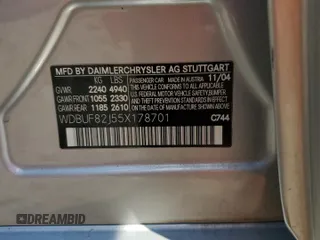 MFD BY DAIMLERCHRYSLER AG STUTTGART
PASSENGER CAR MADE IN AUSTRIA 11/04
GVWR 2240 4940 THIS VEHICLE CONFORMS TO ALL APPLICABLE
GAWR FRONT 1055 2330 U.S. FEDERAL MOTOR VEHICLE SAFETY, BUMPER,
GAWR REAR 1185 2610 AND THEFT PREVENTION STANDARDS IN EFFECT
ON THE DATE OF MANUFACTURE SHOWN ABOVE
WDBUF82J55X178701 C744
DREAMBID